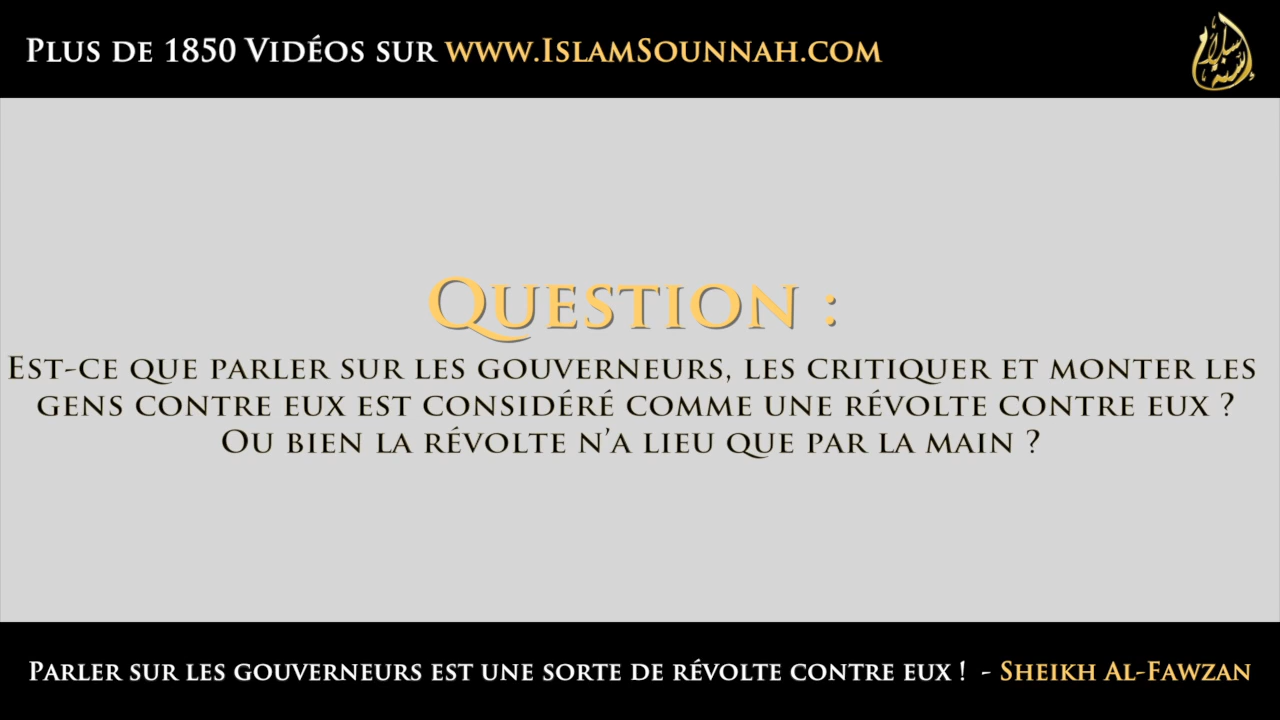 Plus de 1850 Vidéos sur www.IslamSounnah.com
Question :
Est-ce que parler sur les gouverneurs, les critiquer et monter les
gens contre eux est considéré comme une révolte contre eux ?
Ou bien la révolte n'a lieu que par la main ?
Parler sur les gouverneurs est une sorte de révolte contre eux ! - Sheikh Al-Fawzan